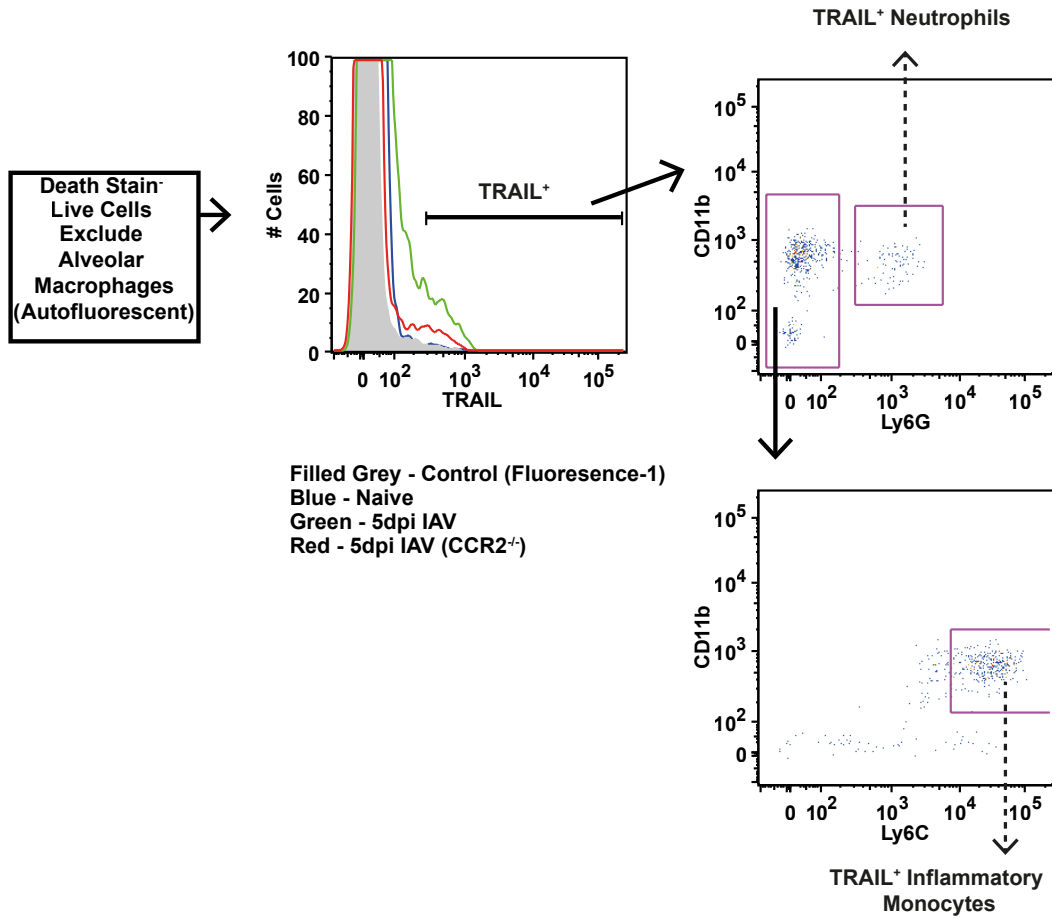 TRAIL⁺ Neutrophils
Death Stain⁻
Live Cells
Exclude
Alveolar
Macrophages
(Autofluorescent)
100
80
60
40
20
0
# Cells
TRAIL⁺
0 10² 10³ 10⁴ 10⁵
TRAIL
10⁵
10⁴
10³
10²
0
CD11b
0 10² 10³ 10⁴ 10⁵
Ly6G
Filled Grey - Control (Fluoresence-1)
Blue - Naive
Green - 5dpi IAV
Red - 5dpi IAV (CCR2⁻/⁻)
10⁵
10⁴
10³
10²
0
CD11b
0 10² 10³ 10⁴ 10⁵
Ly6C
TRAIL⁺ Inflammatory
Monocytes